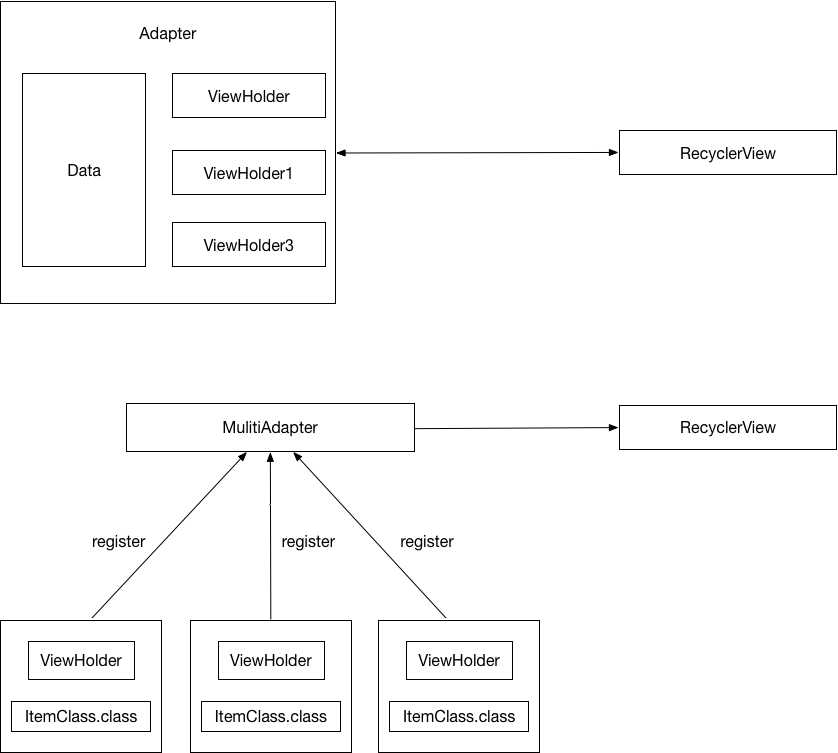 Adapter
ViewHolder
Data
ViewHolder1
ViewHolder3
RecyclerView
MulitiAdapter
RecyclerView
register
register
register
ViewHolder
ViewHolder
ViewHolder
ItemClass.class
ItemClass.class
ItemClass.class